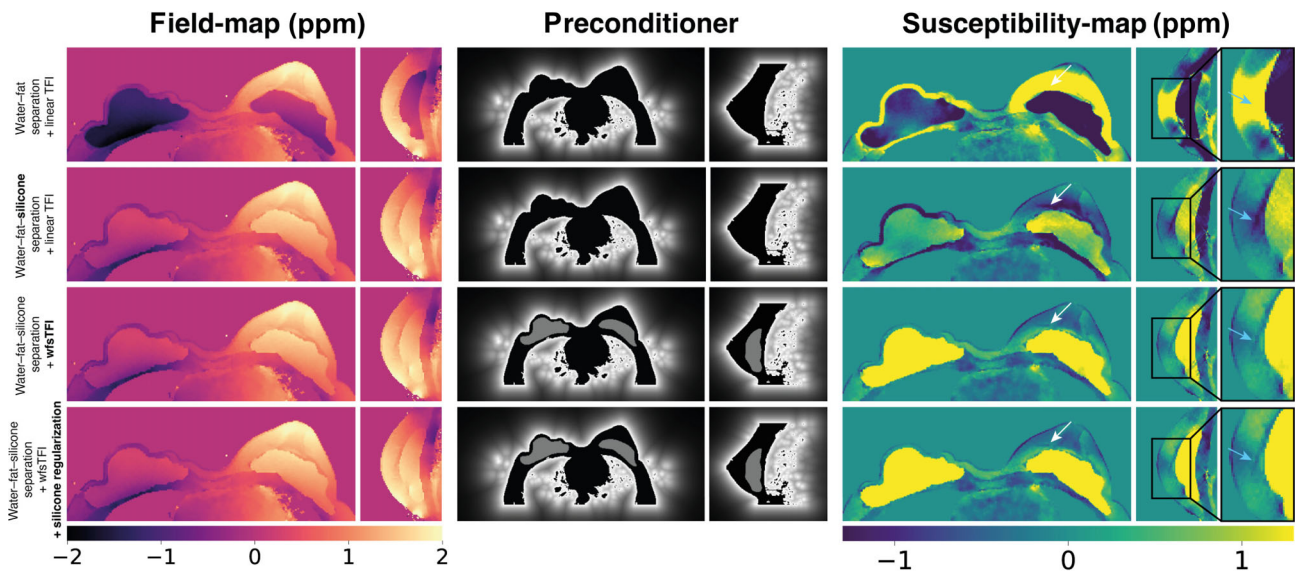 Field-map (ppm)
Preconditioner
Susceptibility-map (ppm)
Water–fat
separation
+ linear TFI
Water–fat–silicone
separation
+ linear TFI
Water–fat–silicone
separation
+ wfsTFI
Water–fat–silicone
separation
+ wfsTFI
+ silicone regularization
−2
−1
0
1
2
−1
0
1